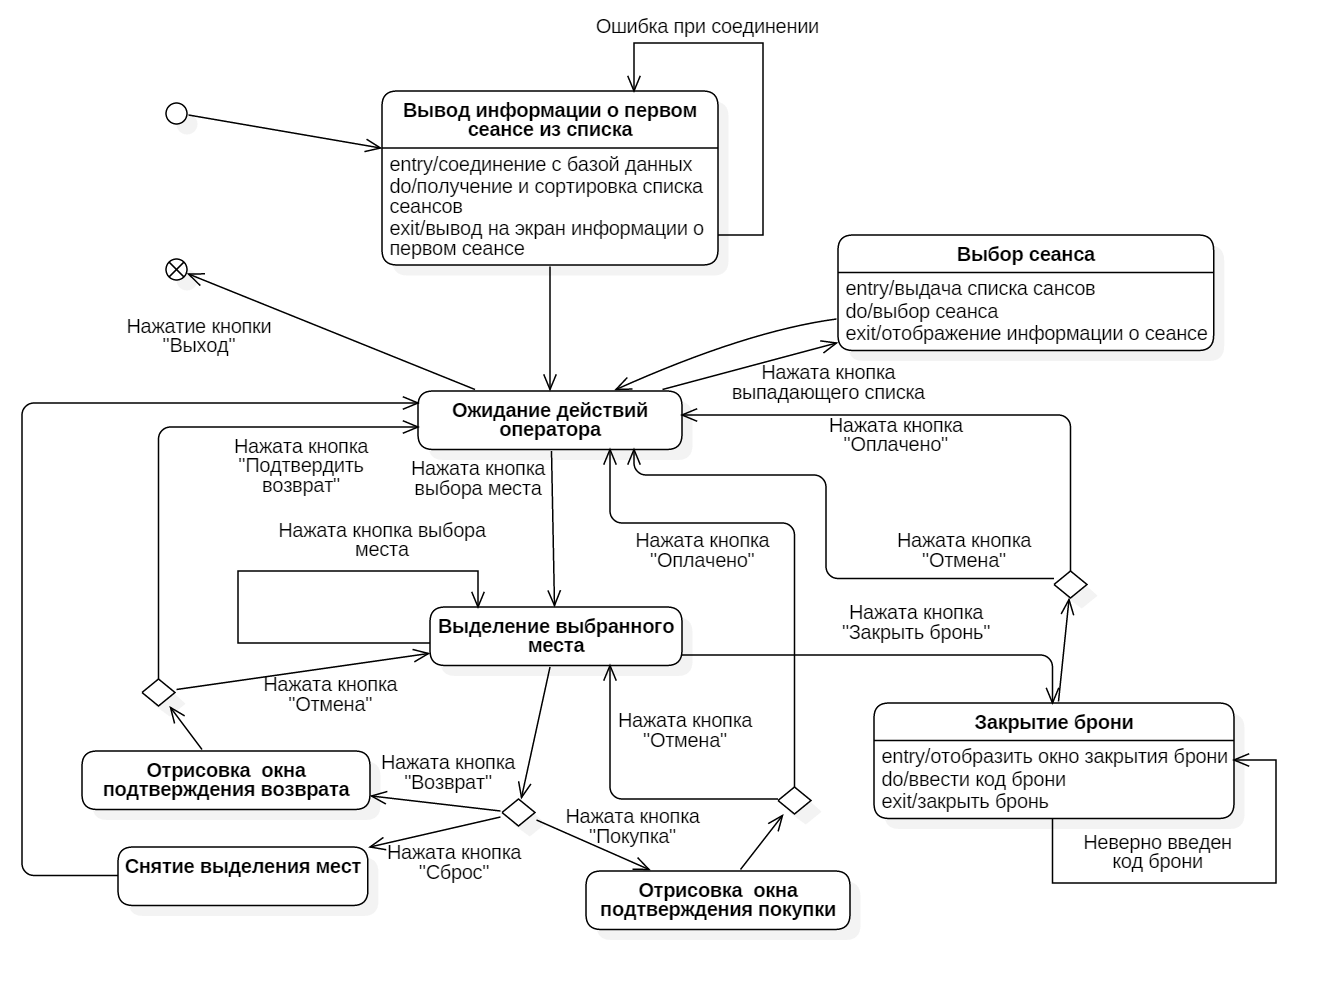 Ошибка при соединении
Вывод информации о первом
сеансе из списка
entry/соединение с базой данных
do/получение и сортировка списка
сеансов
exit/вывод на экран информации о
первом сеансе
Выбор сеанса
entry/выдача списка сансов
do/выбор сеанса
exit/отображение информации о сеансе
Нажатие кнопки
"Выход"
Нажата кнопка
выпадающего списка
Ожидание действий
оператора
Нажата кнопка
"Оплачено"
Нажата кнопка
"Подтвердить
возврат"
Нажата кнопка
выбора места
Нажата кнопка выбора
места
Нажата кнопка
"Оплачено"
Нажата кнопка
"Отмена"
Нажата кнопка
"Закрыть бронь"
Выделение выбранного
места
Нажата кнопка
"Отмена"
Нажата кнопка
"Отмена"
Закрытие брони
entry/отобразить окно закрытия брони
do/ввести код брони
exit/закрыть бронь
Отрисовка  окна
подтверждения возврата
Нажата кнопка
"Возврат"
Нажата кнопка
"Покупка"
Неверно введен
код брони
Снятие выделения мест
Нажата кнопка
"Сброс"
Отрисовка  окна
подтверждения покупки